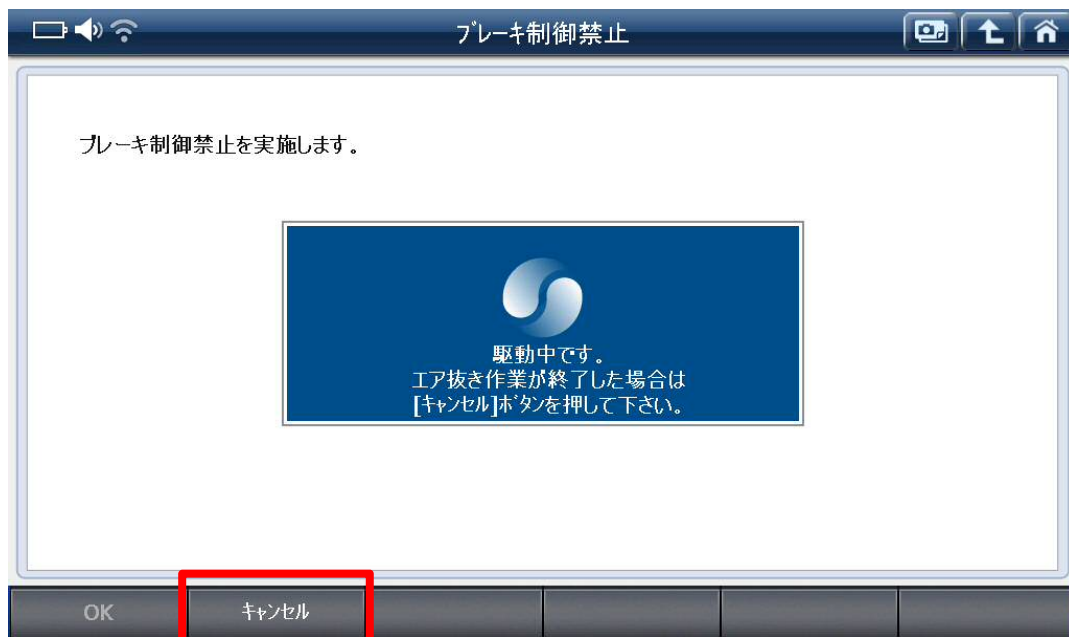 ブレーキ制御禁止
ブレーキ制御禁止を実施します。
駆動中です。
エア抜き作業が終了した場合は
[キャンセル]ボタンを押して下さい。
OK
キャンセル